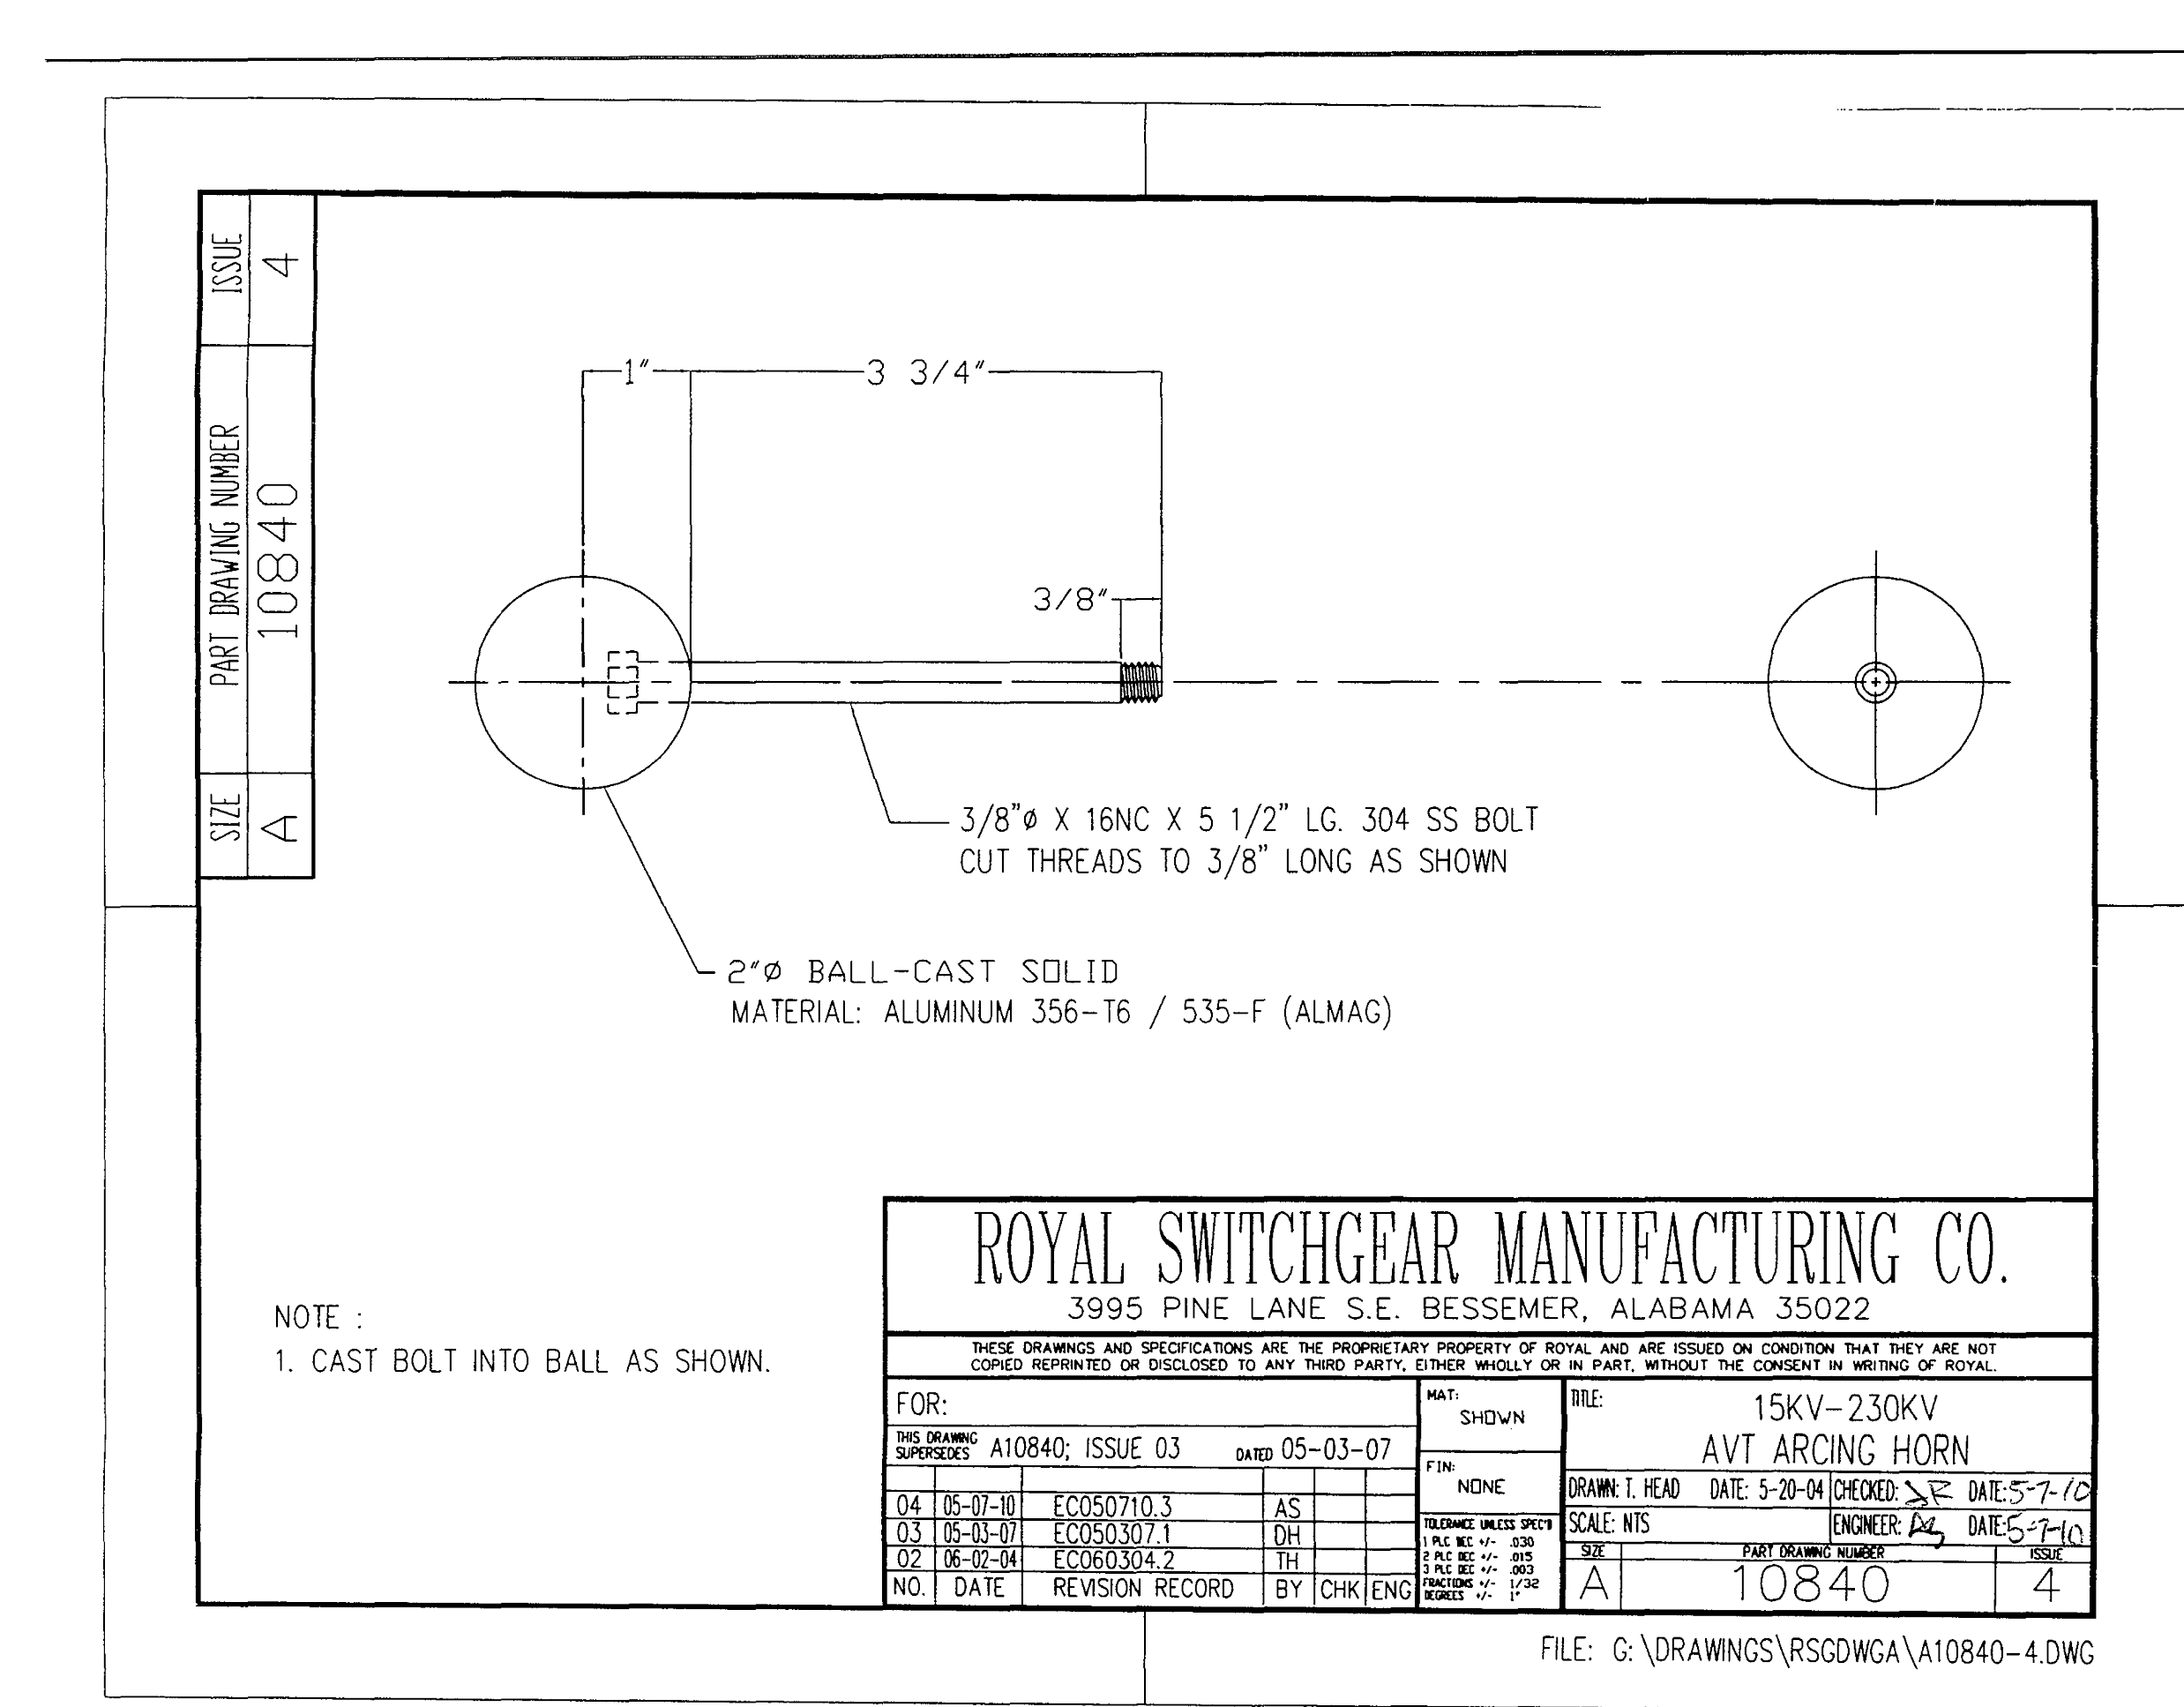 ISSUE
4
PART DRAWING NUMBER
10840
SIZE
A
1"
3 3/4"
3/8"
3/8"ø X 16NC X 5 1/2" LG. 304 SS BOLT
CUT THREADS TO 3/8" LONG AS SHOWN
2"ø BALL-CAST SOLID
MATERIAL: ALUMINUM 356-T6 / 535-F (ALMAG)
NOTE :
1. CAST BOLT INTO BALL AS SHOWN.
ROYAL SWITCHGEAR MANUFACTURING CO.
3995 PINE LANE S.E. BESSEMER, ALABAMA 35022
THESE DRAWINGS AND SPECIFICATIONS ARE THE PROPRIETARY PROPERTY OF ROYAL AND ARE ISSUED ON CONDITION THAT THEY ARE NOT
COPIED REPRINTED OR DISCLOSED TO ANY THIRD PARTY, EITHER WHOLLY OR IN PART, WITHOUT THE CONSENT IN WRITING OF ROYAL.
FOR:
THIS DRAWING SUPERSEDES A10840; ISSUE 03 DATED 05-03-07
04 05-07-10 EC050710.3 AS
03 05-03-07 EC050307.1 DH
02 06-02-04 EC060304.2 TH
NO. DATE REVISION RECORD BY CHK ENG
MAT:
SHOWN
FIN:
NONE
TOLERANCE UNLESS SPEC'D
1 PLC DEC +/- .030
2 PLC DEC +/- .015
3 PLC DEC +/- .003
FRACTIONS +/- 1/32
DEGREES +/- 1°
TITLE:
15KV-230KV
AVT ARCING HORN
DRAWN: T. HEAD DATE: 5-20-04 CHECKED: DATE: 5-7-10
SCALE: NTS ENGINEER: DATE: 5-7-10
SIZE PART DRAWING NUMBER ISSUE
A 10840 4
FILE: G:\DRAWINGS\RSGDWGA\A10840-4.DWG